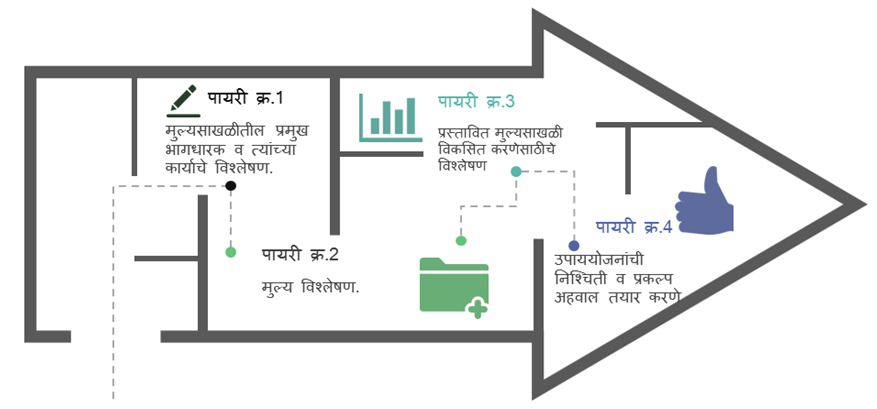 पायरी क्र.1
मुल्यसाखळीतील प्रमुख
भागधारक व त्यांच्या
कार्याचे विश्लेषण.
पायरी क्र.2
मुल्य विश्लेषण.
पायरी क्र.3
प्रस्तावित मुल्यसाखळी
विकसित करणेसाठीचे
विश्लेषण
पायरी क्र.4
उपाययोजनांची
निश्चिती व प्रकल्प
अहवाल तयार करणे